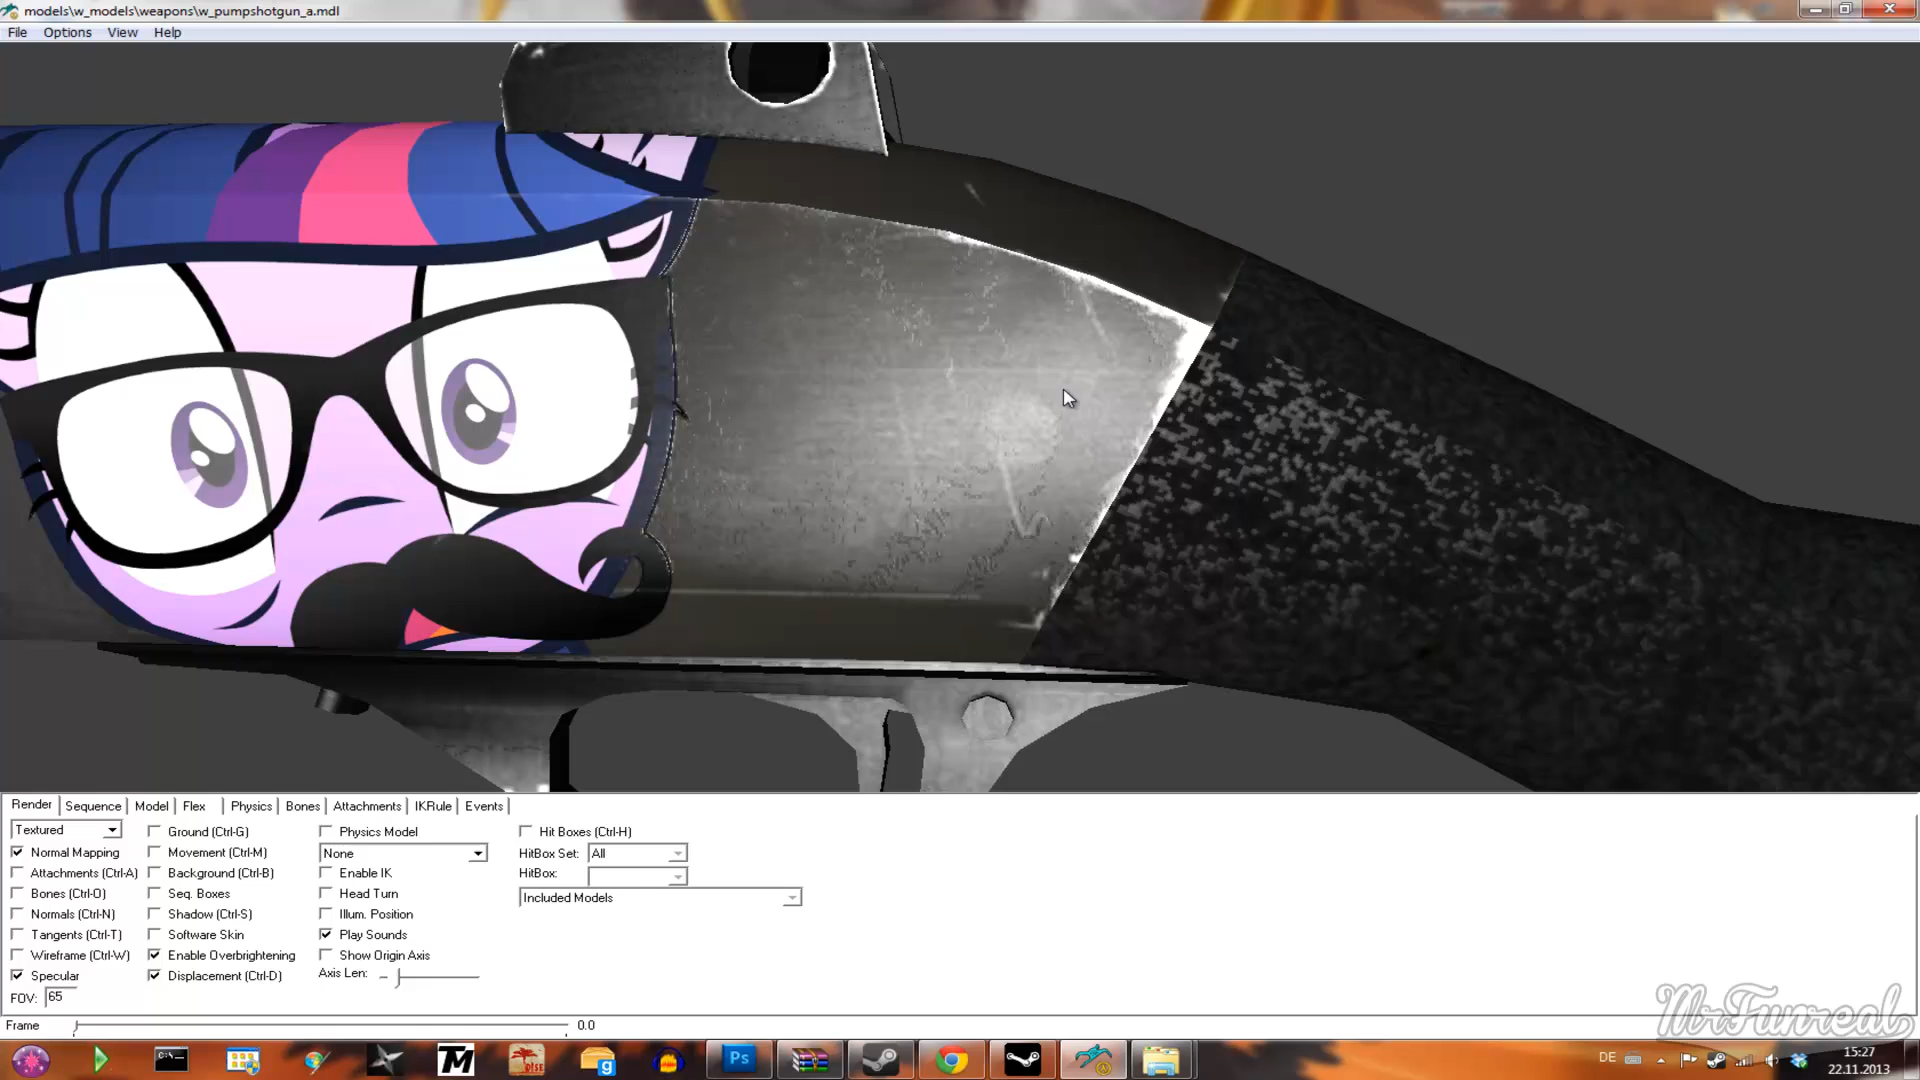 models\w_models\weapons\w_pumpshotgun_a.mdl
File Options View Help
Render Sequence Model Flex Physics Bones Attachments IKRule Events
Textured
Ground (Ctrl-G)
Physics Model
Hit Boxes (Ctrl-H)
Normal Mapping
Movement (Ctrl-M)
None
HitBox Set: All
Attachments (Ctrl-A)
Background (Ctrl-B)
Enable IK
HitBox:
Bones (Ctrl-O)
Seq. Boxes
Head Turn
Included Models
Normals (Ctrl-N)
Shadow (Ctrl-S)
Illum. Position
Tangents (Ctrl-T)
Software Skin
Play Sounds
Wireframe (Ctrl-W)
Enable Overbrightening
Show Origin Axis
Specular
Displacement (Ctrl-D)
Axis Len:
FOV: 65
MrFunreal
Frame 0.0
C:\_
TM
g
Ps
DE
15:27
22.11.2013